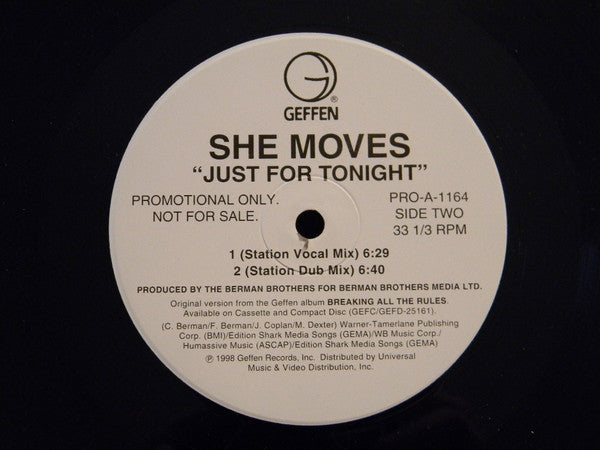 G
®
GEFFEN
SHE MOVES
"JUST FOR TONIGHT"
PROMOTIONAL ONLY.
NOT FOR SALE.
PRO-A-1164
SIDE TWO
33 1/3 RPM
1 (Station Vocal Mix) 6:29
2 (Station Dub Mix) 6:40
PRODUCED BY THE BERMAN BROTHERS FOR BERMAN BROTHERS MEDIA LTD.
Original version from the Geffen album BREAKING ALL THE RULES.
Available on Cassette and Compact Disc (GEFC/GEFD-25161).
(C. Berman/F. Berman/J. Coplan/M. Dexter) Warner-Tamerlane Publishing
Corp. (BMI)/Edition Shark Media Songs (GEMA)/WB Music Corp./
Humassive Music (ASCAP)/Edition Shark Media Songs (GEMA)
℗ 1998 Geffen Records, Inc. Distributed by Universal
Music & Video Distribution, Inc.